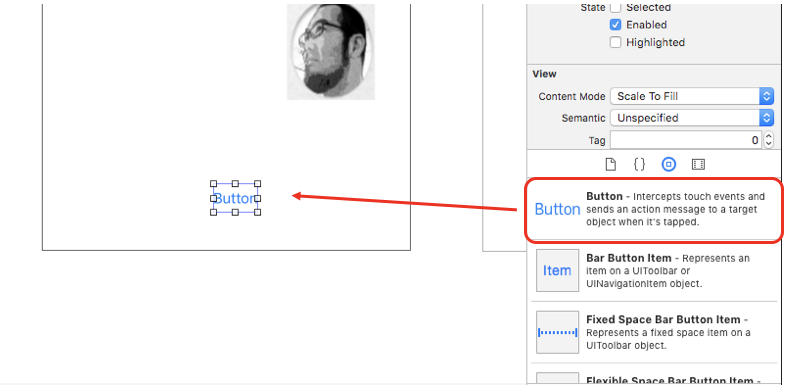 State
Selected
Enabled
Highlighted
View
Content Mode
Scale To Fill
Semantic
Unspecified
Tag
0
{}
Button
Button
Button - Intercepts touch events and
sends an action message to a target
object when it's tapped.
Item
Bar Button Item - Represents an
item on a UIToolbar or
UINavigationItem object.
Fixed Space Bar Button Item -
Represents a fixed space item on a
UIToolbar object.
Flexible Space Bar Button Item -